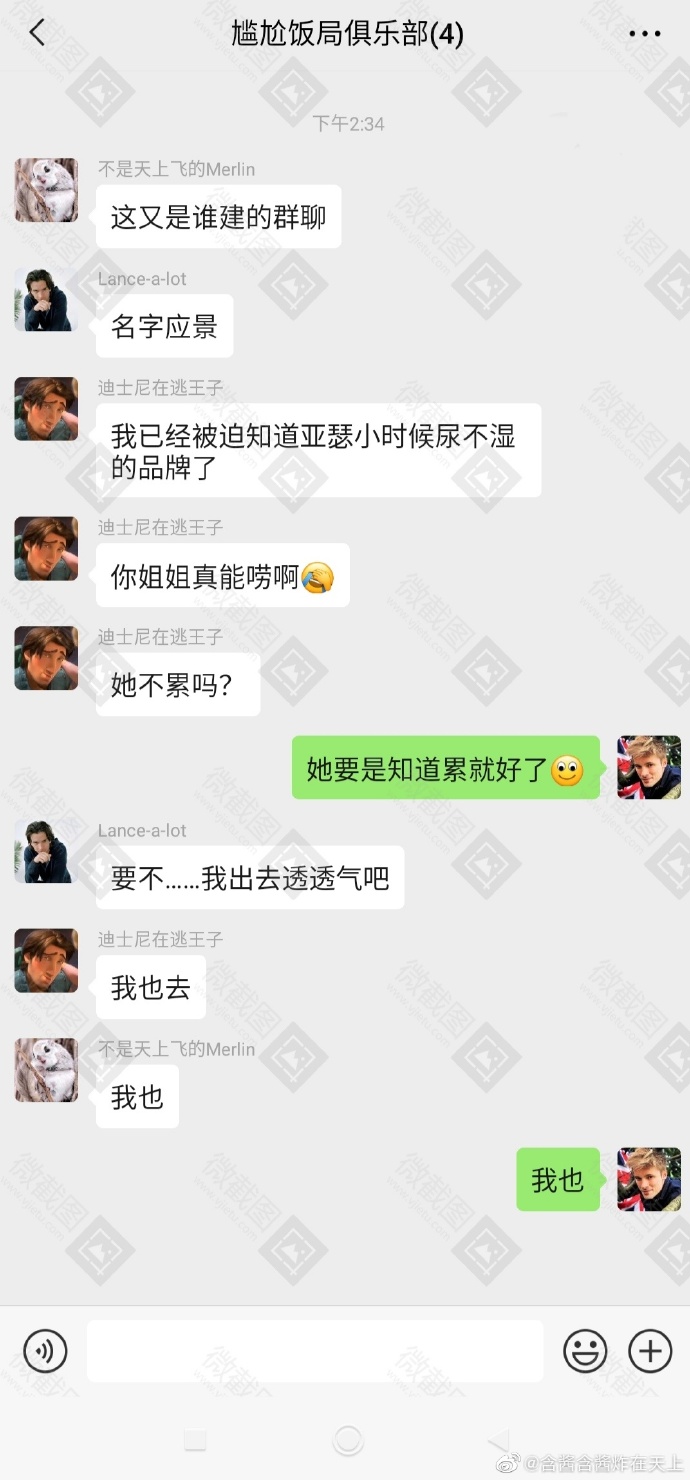 尴尬饭局俱乐部(4)
下午2:34
不是天上飞的Merlin
这又是谁建的群聊
Lance-a-lot
名字应景
迪士尼在逃王子
我已经被迫知道亚瑟小时候尿不湿
的品牌了
迪士尼在逃王子
你姐姐真能唠啊🤦
迪士尼在逃王子
她不累吗?
她要是知道累就好了🙂
Lance-a-lot
要不……我出去透透气吧
迪士尼在逃王子
我也去
不是天上飞的Merlin
我也
我也
@含酱含酱炸在天上